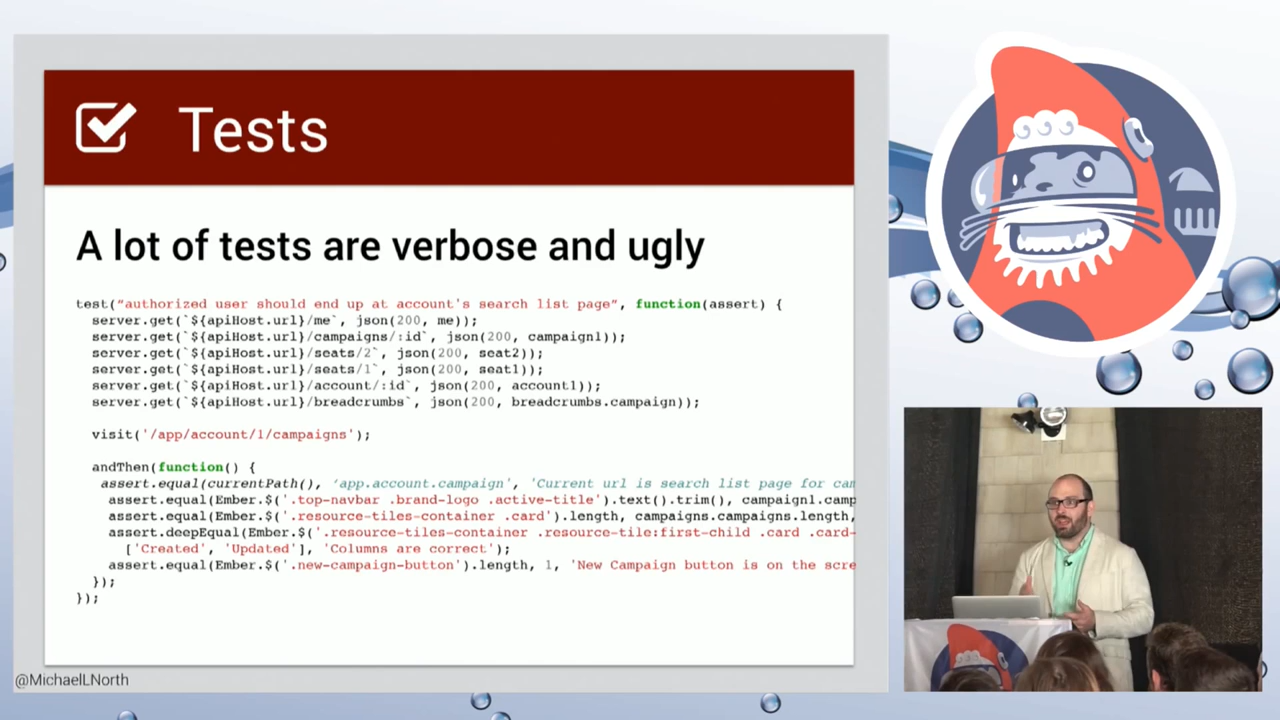 Tests
A lot of tests are verbose and ugly
test(“authorized user should end up at account's search list page”, function(assert) {
server.get(`${apiHost.url}/me`, json(200, me));
server.get(`${apiHost.url}/campaigns/:id`, json(200, campaign1));
server.get(`${apiHost.url}/seats/2`, json(200, seat2));
server.get(`${apiHost.url}/seats/1`, json(200, seat1));
server.get(`${apiHost.url}/account/:id`, json(200, account1));
server.get(`${apiHost.url}/breadcrumbs`, json(200, breadcrumbs.campaign));
visit('/app/account/1/campaigns');
andThen(function() {
assert.equal(currentPath(), ‘app.account.campaign', 'Current url is search list page for cam
assert.equal(Ember.$('.top-navbar .brand-logo .active-title').text().trim(), campaign1.camp
assert.equal(Ember.$('.resource-tiles-container .card').length, campaigns.campaigns.length,
assert.deepEqual(Ember.$('.resource-tiles-container .resource-tile:first-child .card .card-
['Created', 'Updated'], 'Columns are correct');
assert.equal(Ember.$('.new-campaign-button').length, 1, 'New Campaign button is on the scre
});
});
@MichaelLNorth